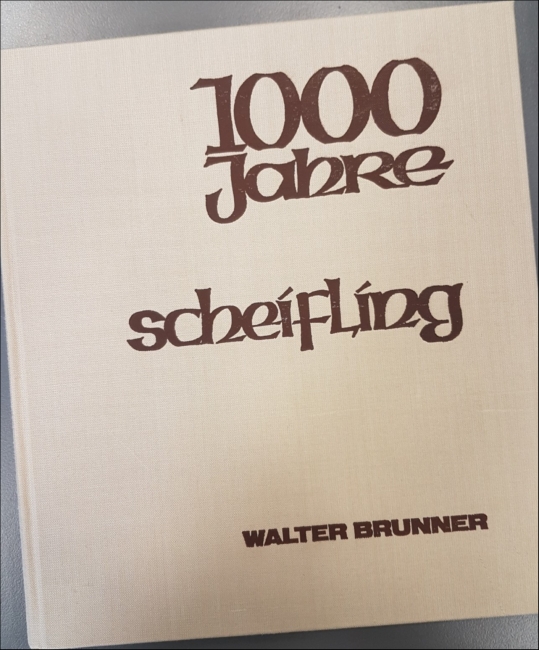 1000
Jahre
scheifling
WALTER BRUNNER